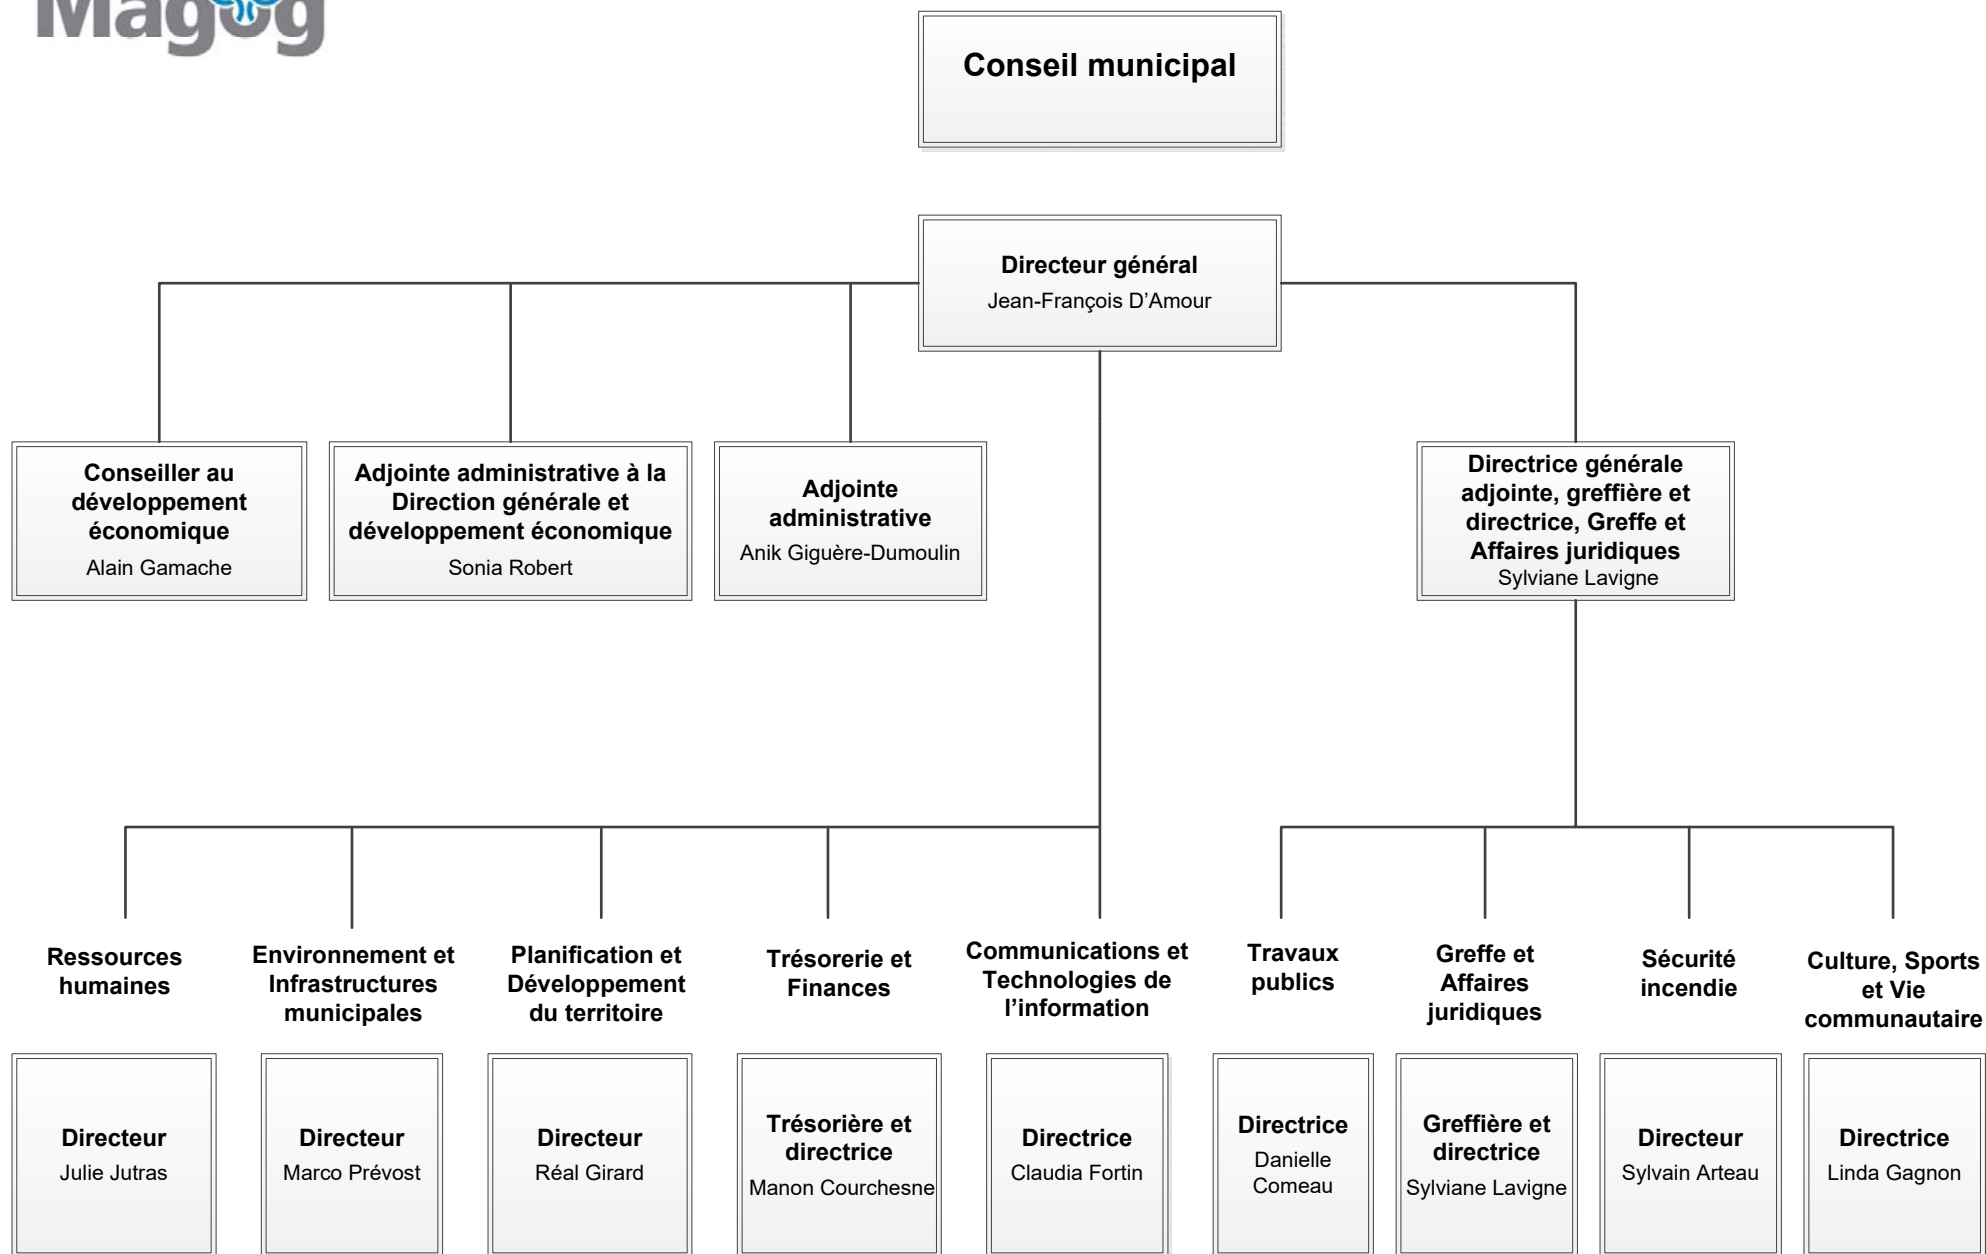 Magog
Conseil municipal
Directeur général
Jean-François D’Amour
Conseiller au
développement
économique
Alain Gamache
Adjointe administrative à la
Direction générale et
développement économique
Sonia Robert
Adjointe
administrative
Anik Giguère-Dumoulin
Directrice générale
adjointe, greffière et
directrice, Greffe et
Affaires juridiques
Sylviane Lavigne
Ressources
humaines
Environnement et
Infrastructures
municipales
Planification et
Développement
du territoire
Trésorerie et
Finances
Communications et
Technologies de
l’information
Travaux
publics
Greffe et
Affaires
juridiques
Sécurité
incendie
Culture, Sports
et Vie
communautaire
Directeur
Julie Jutras
Directeur
Marco Prévost
Directeur
Réal Girard
Trésorière et
directrice
Manon Courchesne
Directrice
Claudia Fortin
Directrice
Danielle
Comeau
Greffière et
directrice
Sylviane Lavigne
Directeur
Sylvain Arteau
Directrice
Linda Gagnon